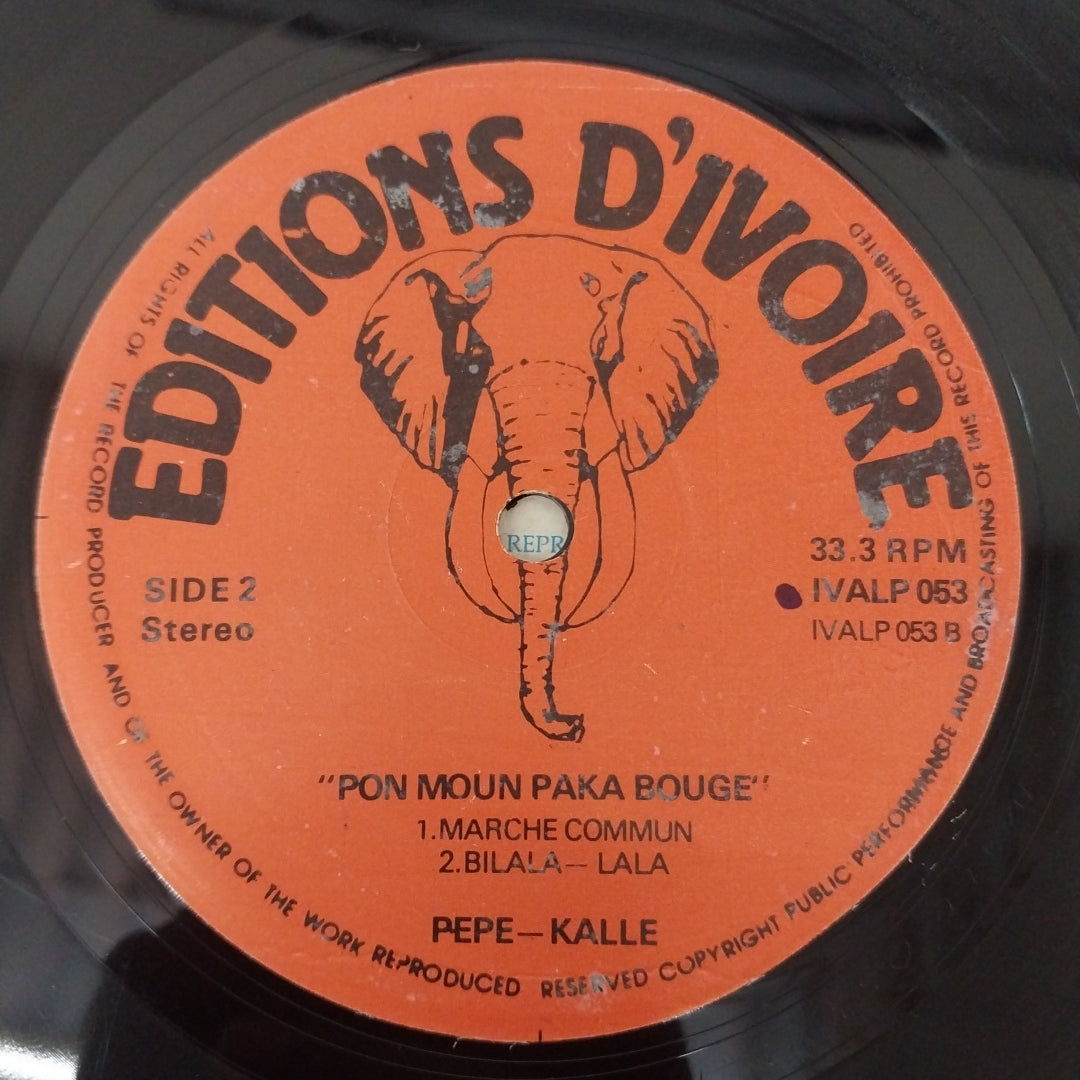 EDITIONS D'IVOIRE
ALL RIGHTS OF THE RECORD PRODUCER AND OF THE OWNER OF THE WORK REPRODUCED RESERVED COPYRIGHT PUBLIC PERFORMANCE AND BROADCASTING OF THIS RECORD PROHIBITED
REPR
SIDE 2
Stereo
33.3 RPM
IVALP 053
IVALP 053 B
"PON MOUN PAKA BOUGE"
1.MARCHE COMMUN
2.BILALA — LALA
PEPE — KALLE